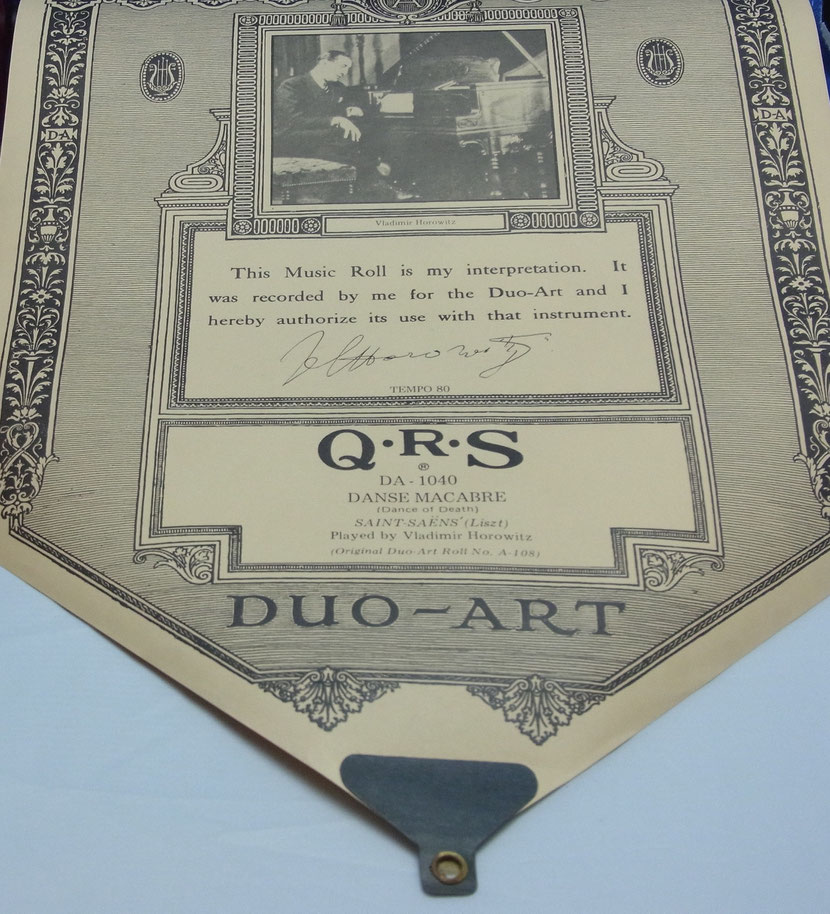 D-A
D-A
Vladimir Horowitz
This Music Roll is my interpretation. It
was recorded by me for the Duo-Art and I
hereby authorize its use with that instrument.
TEMPO 80
Q·R·S
®
DA-1040
DANSE MACABRE
(Dance of Death)
SAINT-SAËNS' (Liszt)
Played by Vladimir Horowitz
(Original Duo-Art Roll No. A-108)
DUO-ART